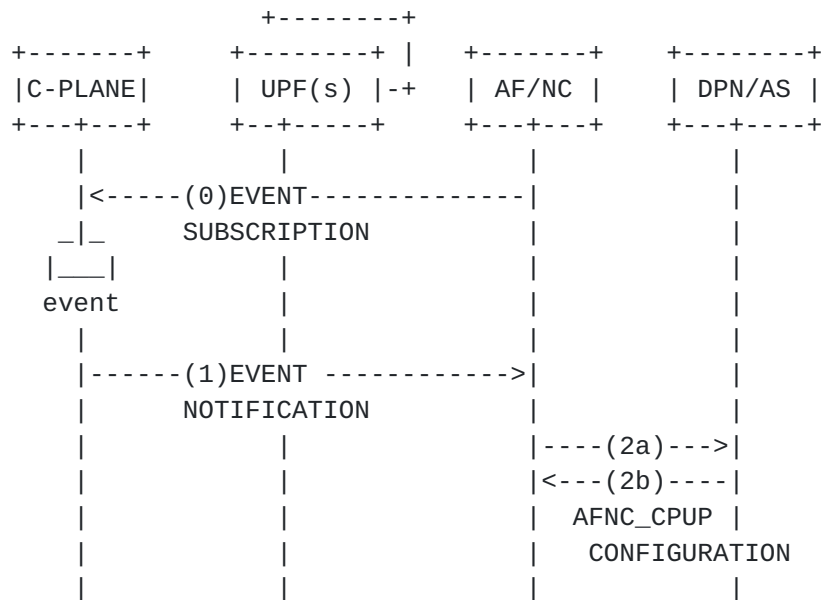 C-PLANE UPF(s) AF/NC DPN/AS
(0)EVENT
SUBSCRIPTION
event
(1)EVENT
NOTIFICATION
(2a)
(2b)
AFNC_CPUP
CONFIGURATION